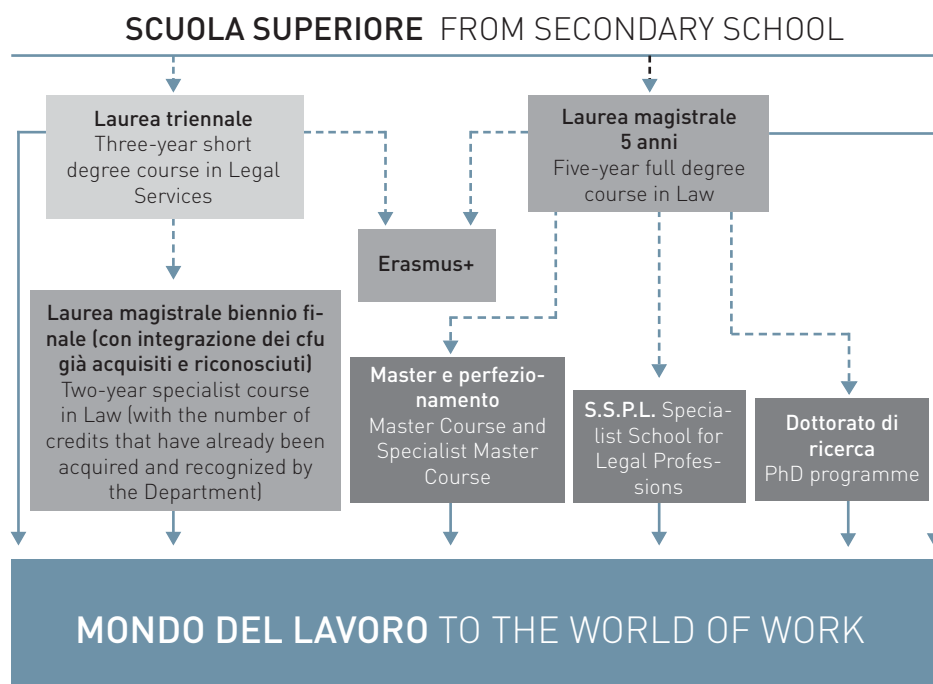 SCUOLA SUPERIORE FROM SECONDARY SCHOOL
Laurea triennale
Three-year short
degree course in Legal
Services
Laurea magistrale
5 anni
Five-year full degree
course in Law
Erasmus+
Laurea magistrale biennio fi-
nale (con integrazione dei cfu
già acquisiti e riconosciuti)
Two-year specialist course
in Law (with the number of
credits that have already been
acquired and recognized by
the Department)
Master e perfezio-
namento
Master Course and
Specialist Master
Course
S.S.P.L. Specia-
list School for
Legal Profes-
sions
Dottorato di
ricerca
PhD programme
MONDO DEL LAVORO TO THE WORLD OF WORK